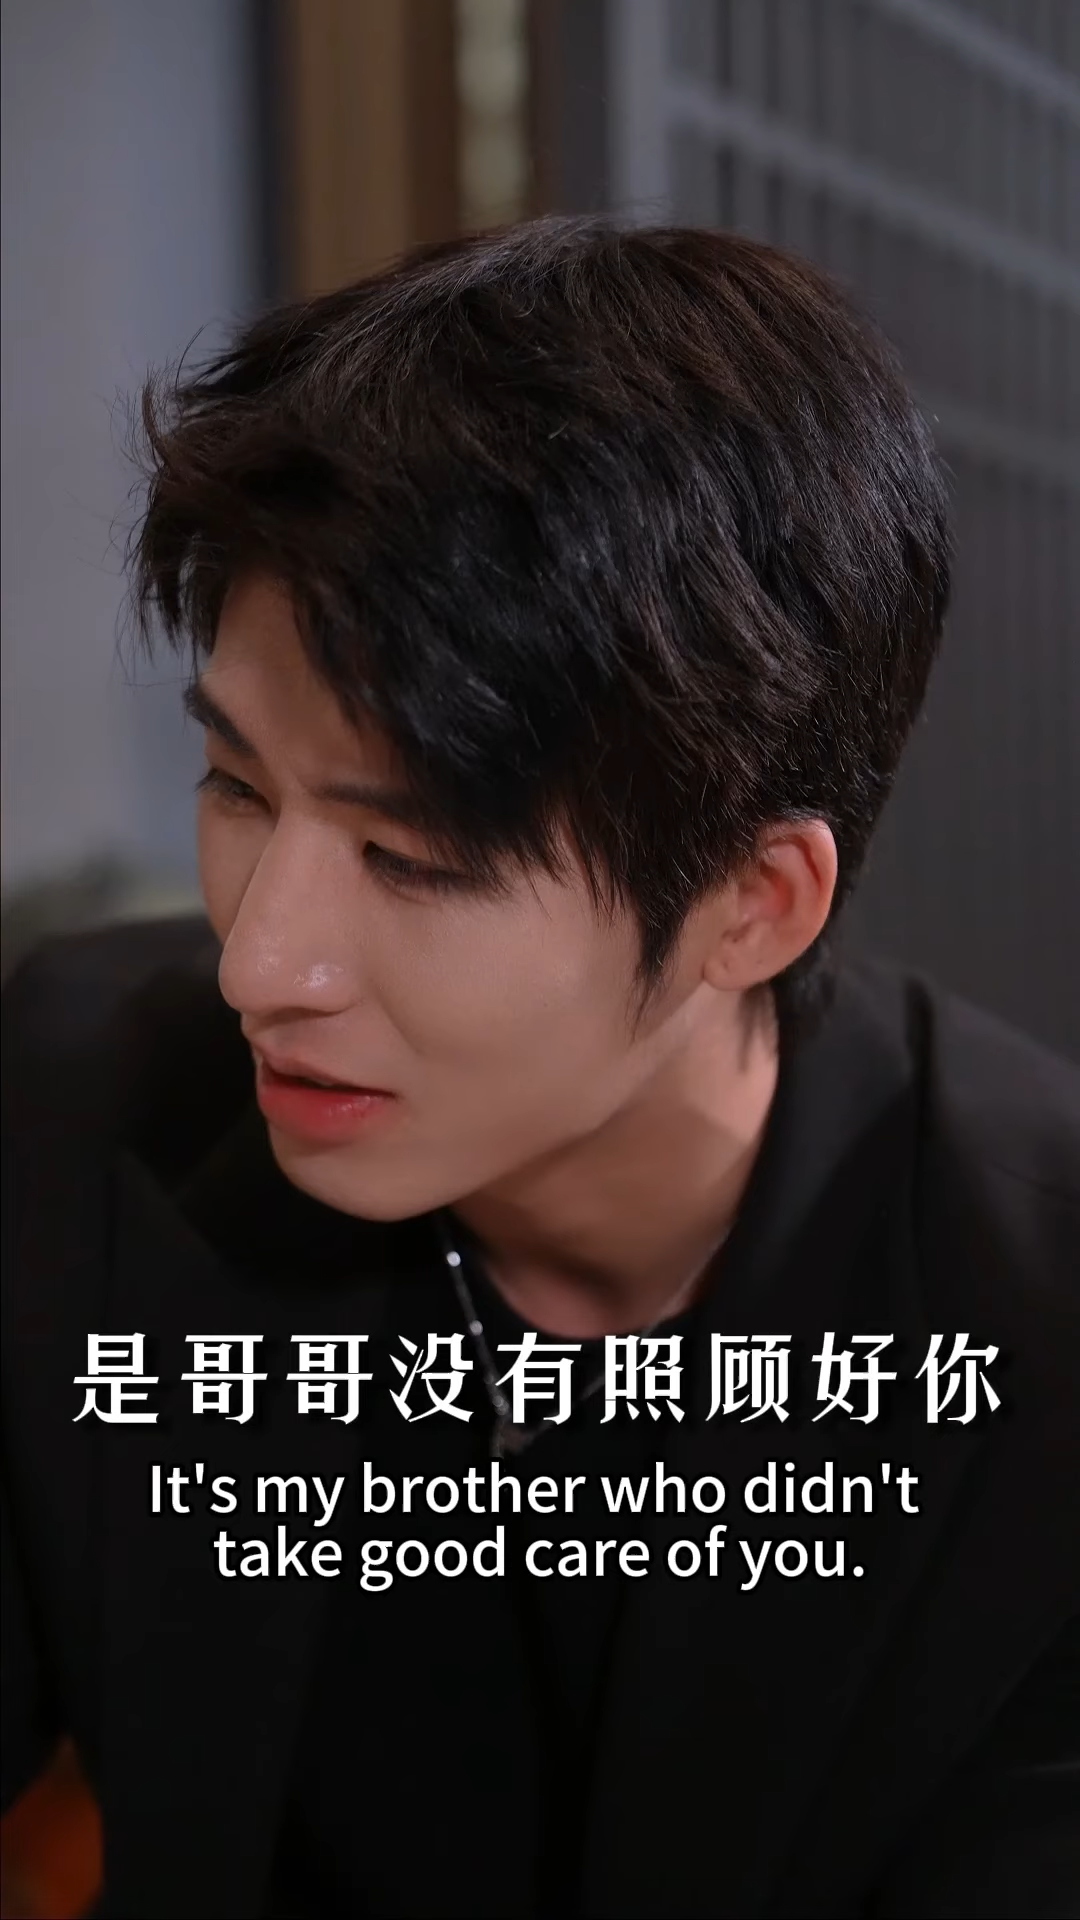 是哥哥没有照顾好你
It's my brother who didn't
take good care of you.